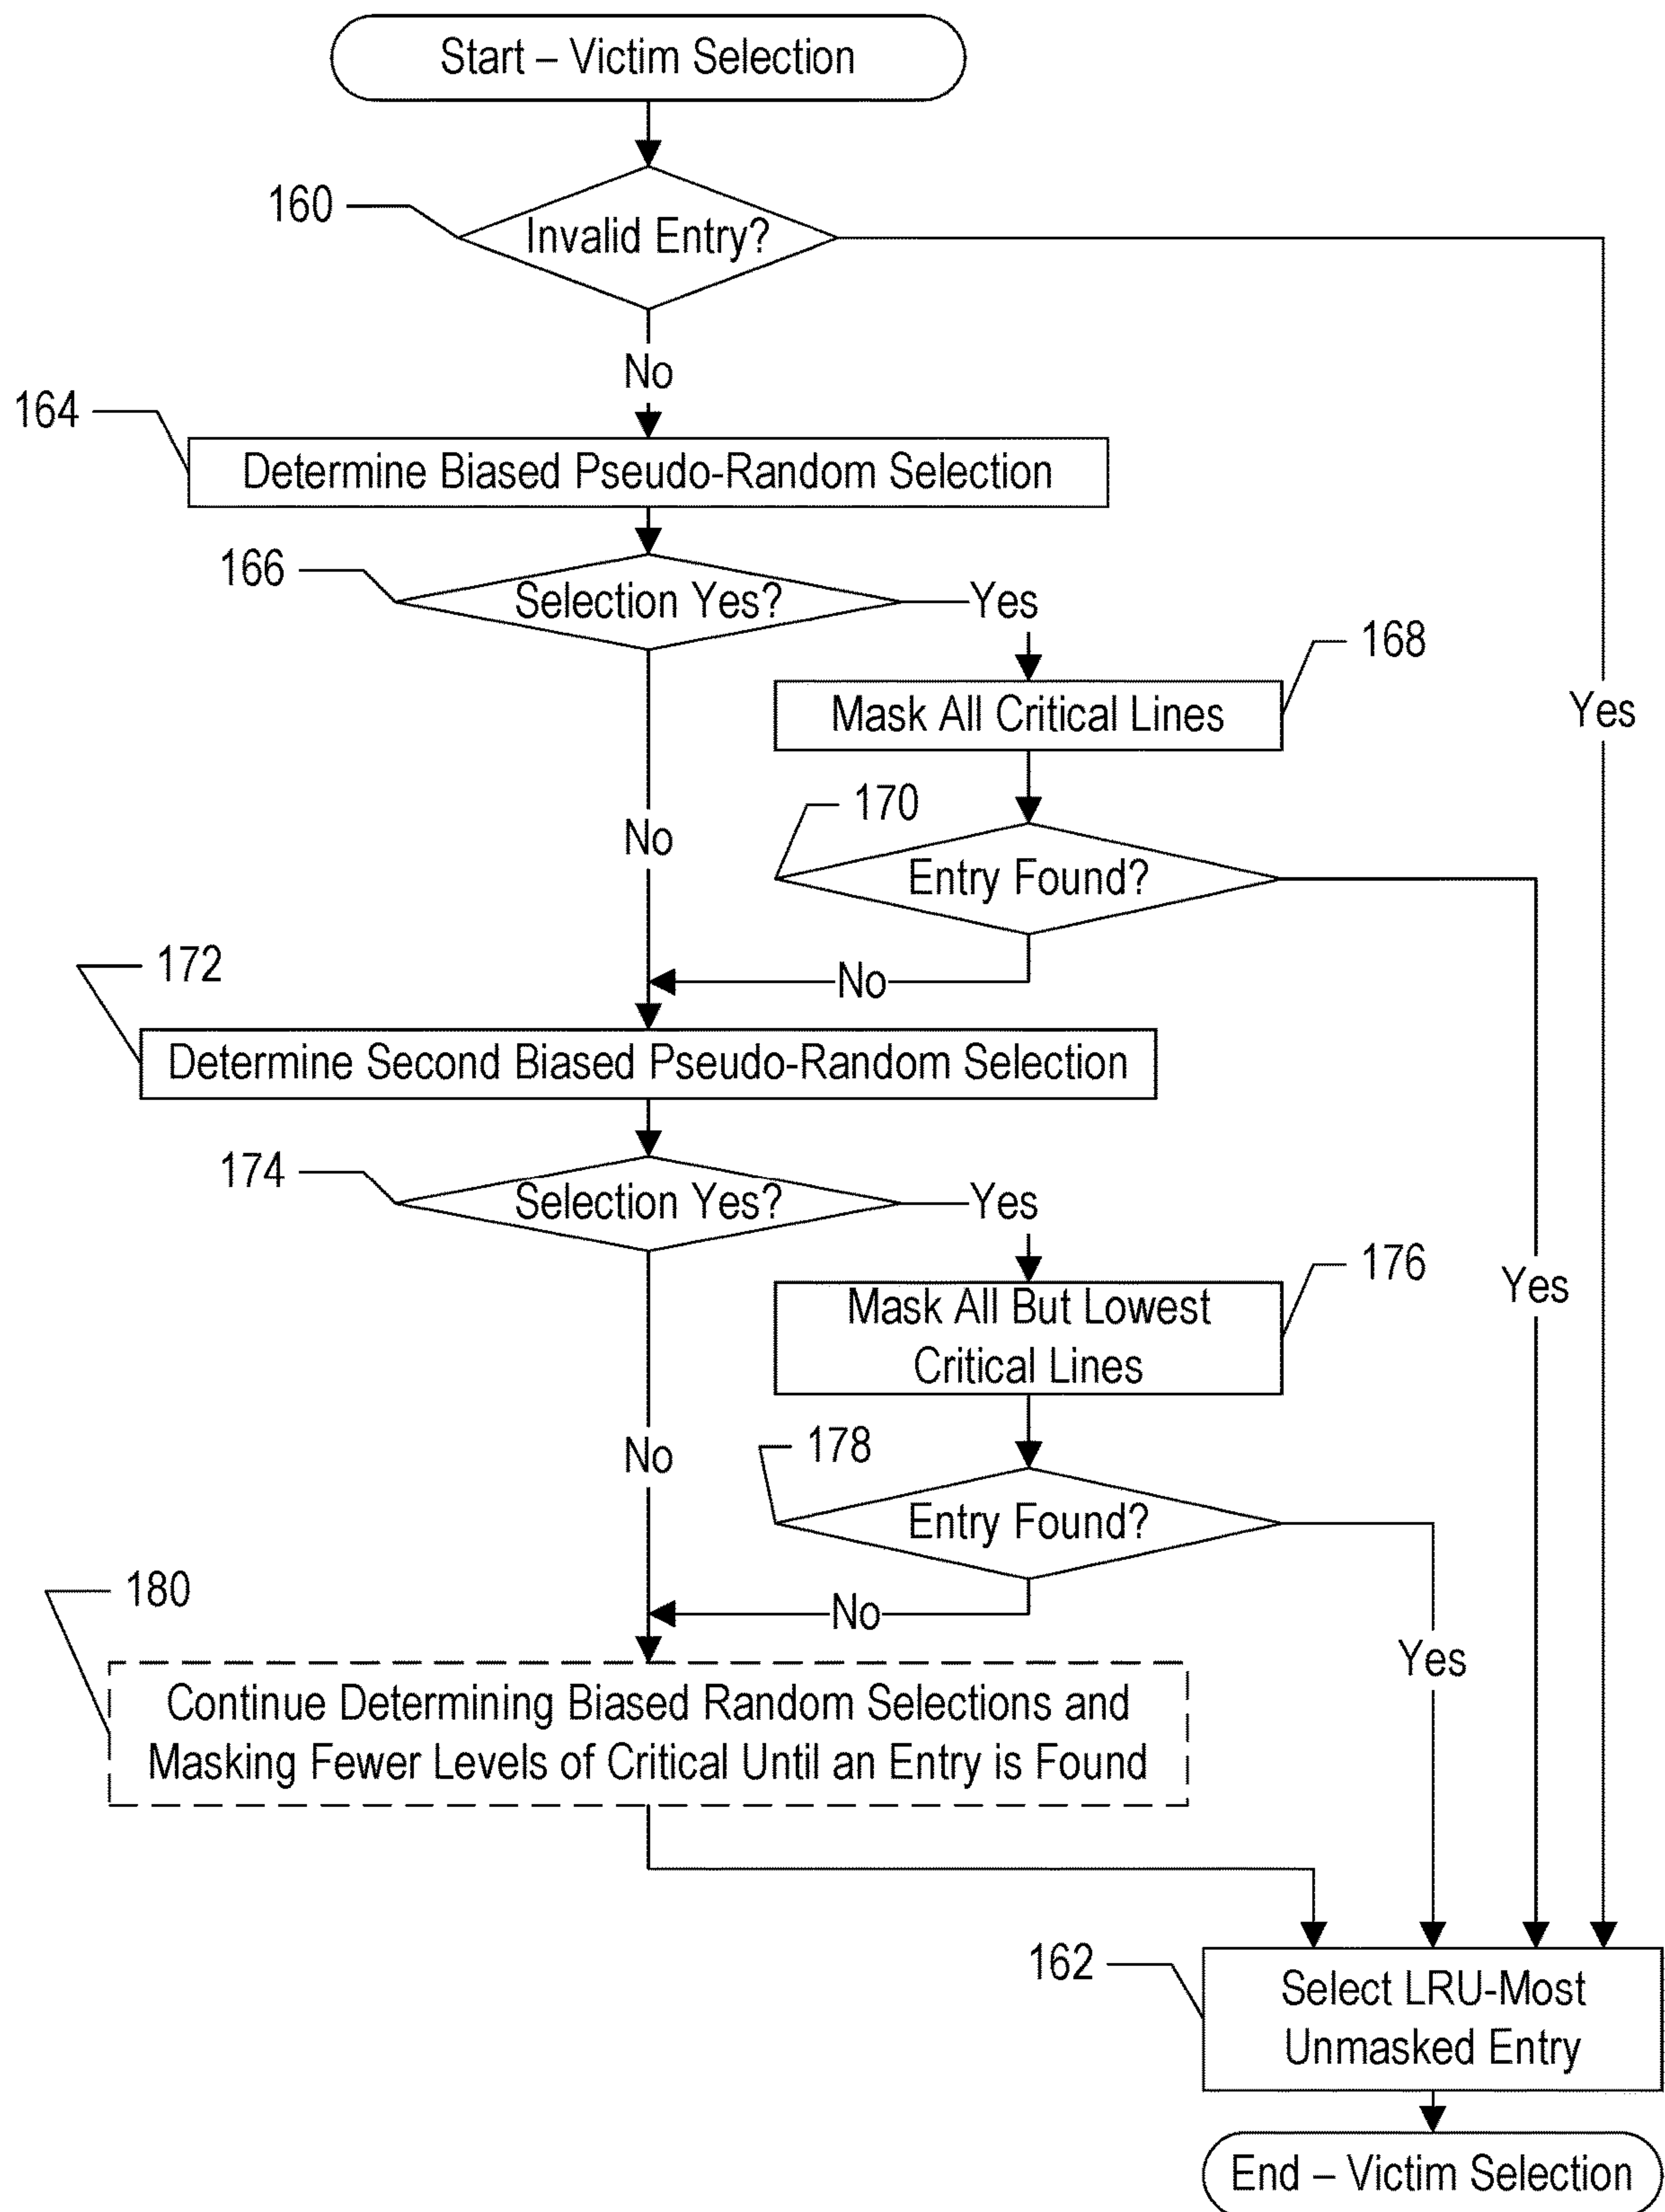 Start – Victim Selection
160
Invalid Entry?
No
164
Determine Biased Pseudo-Random Selection
166
Selection Yes?
Yes
168
Mask All Critical Lines
Yes
170
No
Entry Found?
172
No
Determine Second Biased Pseudo-Random Selection
174
Selection Yes?
Yes
176
Yes
Mask All But Lowest
Critical Lines
178
No
Entry Found?
180
No
Yes
Continue Determining Biased Random Selections and
Masking Fewer Levels of Critical Until an Entry is Found
162
Select LRU-Most
Unmasked Entry
End – Victim Selection